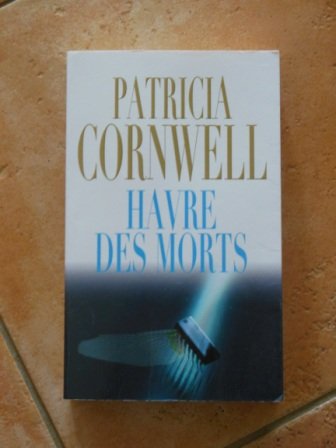 PATRICIA
CORNWELL
HAVRE
DES MORTS